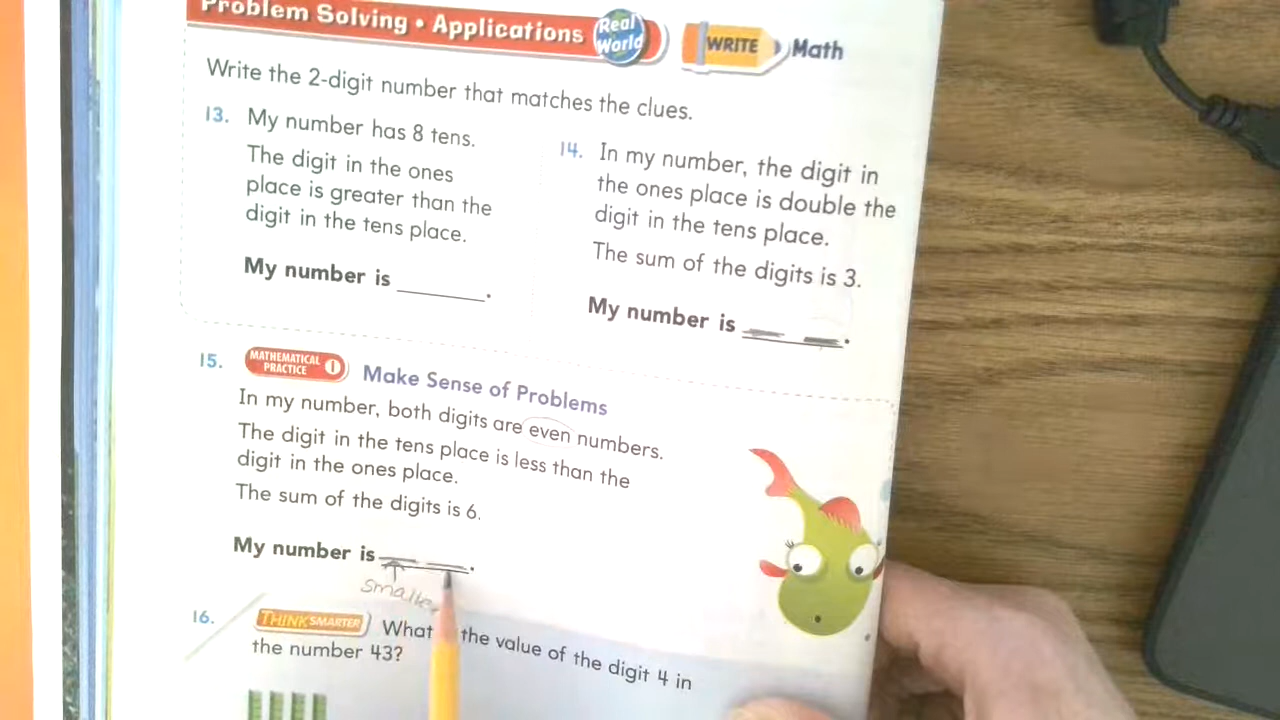 Problem Solving • Applications
Real World
WRITE Math
Write the 2-digit number that matches the clues.
13. My number has 8 tens.
The digit in the ones
place is greater than the
digit in the tens place.
My number is ______.
14. In my number, the digit in
the ones place is double the
digit in the tens place.
The sum of the digits is 3.
My number is ______.
15. MATHEMATICAL PRACTICE 1 Make Sense of Problems
In my number, both digits are even numbers.
The digit in the tens place is less than the
digit in the ones place.
The sum of the digits is 6.
My number is ______.
16. THINK SMARTER What the value of the digit 4 in
the number 43?